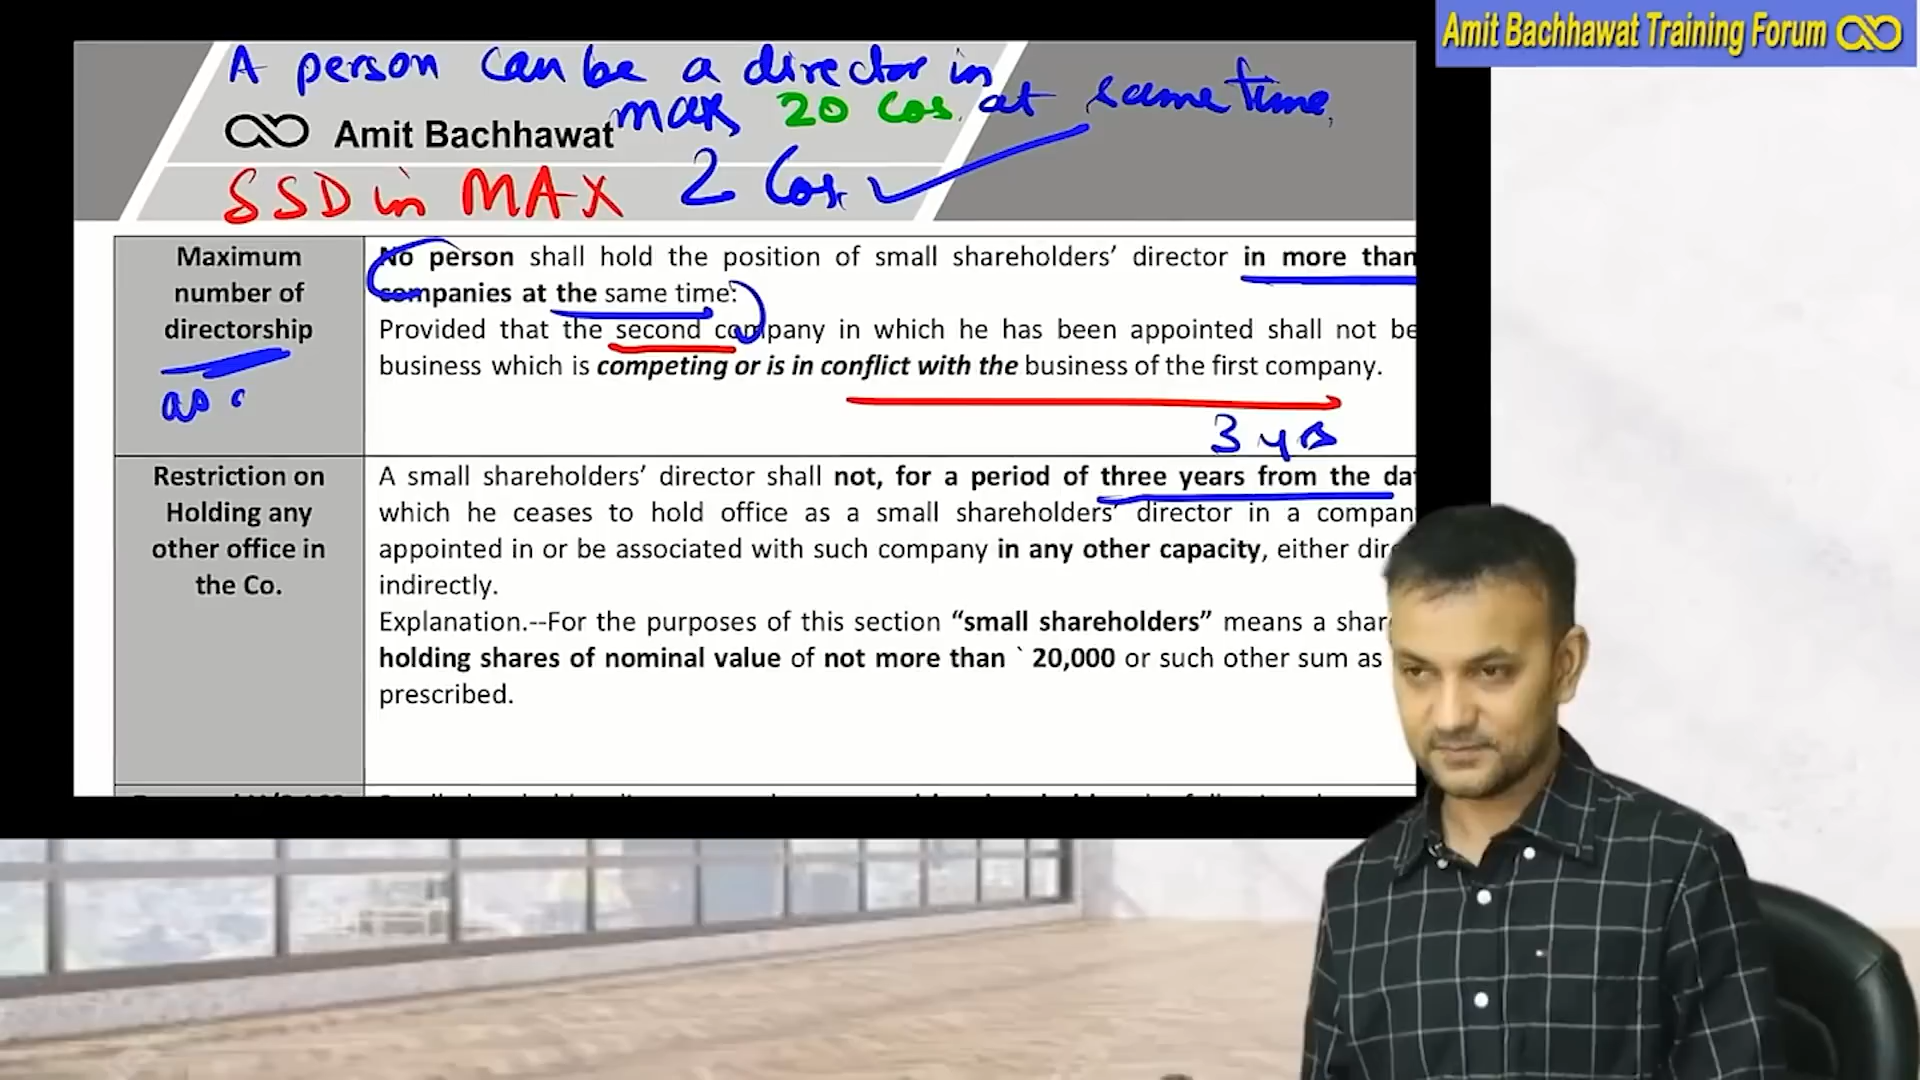 Amit Bachhawat Training Forum
A person can be a director in
max 20 Cos. at same time,
Amit Bachhawat
SSD in MAX 2 Cos.
Maximum
number of
directorship
as
No person shall hold the position of small shareholders’ director in more than
companies at the same time:
Provided that the second company in which he has been appointed shall not be
business which is competing or is in conflict with the business of the first company.
3 yrs
Restriction on
Holding any
other office in
the Co.
A small shareholders’ director shall not, for a period of three years from the dat
which he ceases to hold office as a small shareholders’ director in a compan
appointed in or be associated with such company in any other capacity, either dire
indirectly.
Explanation.--For the purposes of this section “small shareholders” means a shar
holding shares of nominal value of not more than ` 20,000 or such other sum as
prescribed.